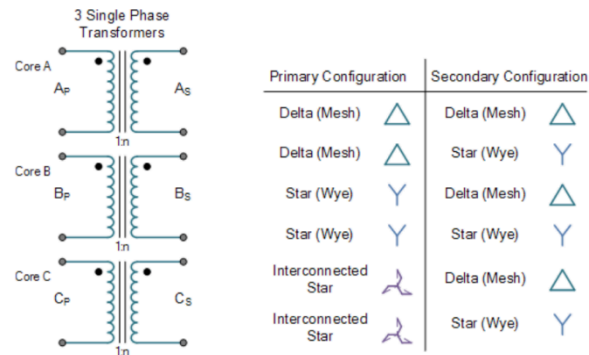 3 Single Phase
Transformers
Core A
AP
AS
1:n
Core B
BP
BS
1:n
Core C
CP
CS
1:n
Primary Configuration Secondary Configuration
Delta (Mesh) Delta (Mesh)
Delta (Mesh) Star (Wye)
Star (Wye) Delta (Mesh)
Star (Wye) Star (Wye)
Interconnected
Star Delta (Mesh)
Interconnected
Star Star (Wye)